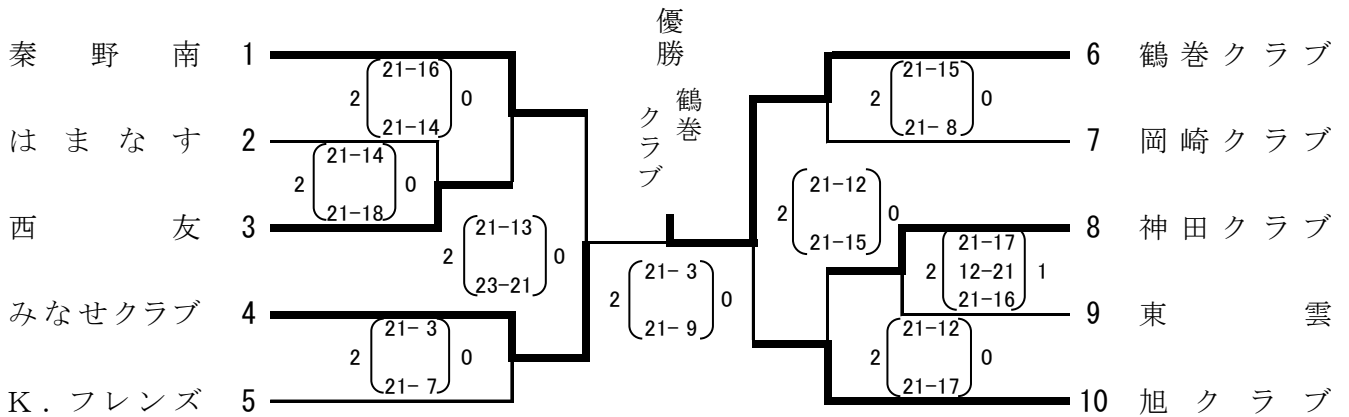 優勝
鶴巻クラブ
秦野南 1
21-16
2 0
21-14
はまなす 2
21-14
2 0
21-18
西友 3
21-13
2 0
23-21
みなせクラブ 4
21- 3
2 0
21- 7
K.フレンズ 5
21- 3
2 0
21- 9
6 鶴巻クラブ
21-15
2 0
21- 8
7 岡崎クラブ
21-12
2 0
21-15
8 神田クラブ
21-17
2 12-21 1
21-16
9 東雲
21-12
2 0
21-17
10 旭クラブ